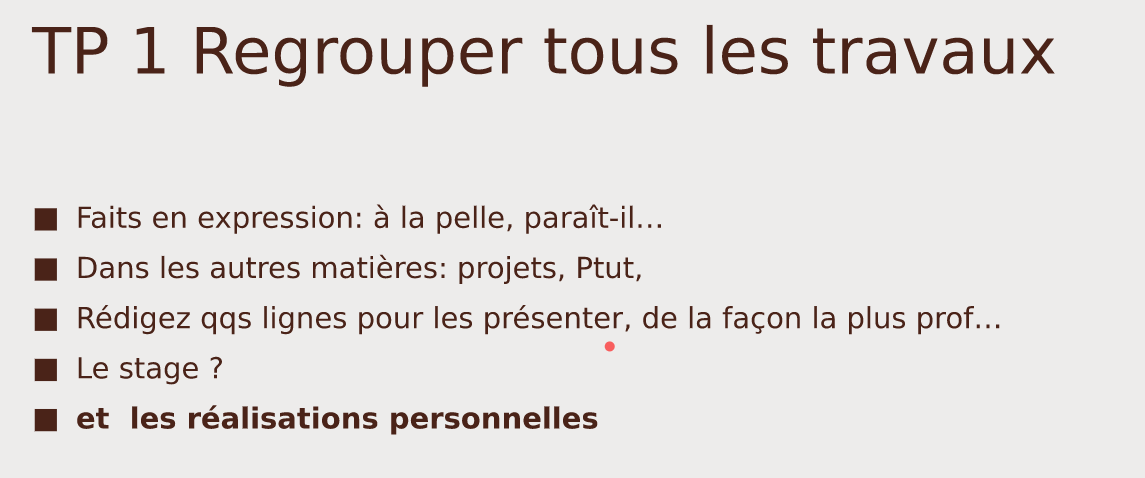 TP 1 Regrouper tous les travaux
Faits en expression: à la pelle, paraît-il…
Dans les autres matières: projets, Ptut,
Rédigez qqs lignes pour les présenter, de la façon la plus prof…
Le stage ?
et  les réalisations personnelles